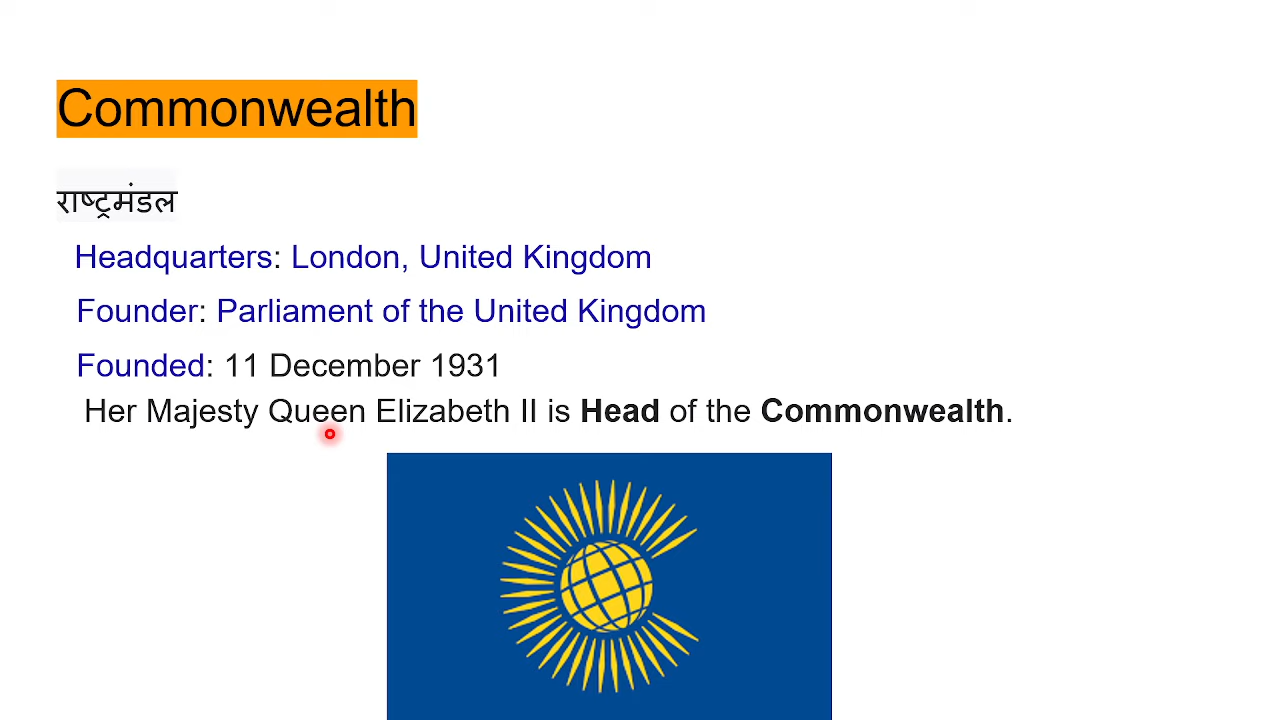 Commonwealth
राष्ट्रमंडल
Headquarters: London, United Kingdom
Founder: Parliament of the United Kingdom
Founded: 11 December 1931
Her Majesty Queen Elizabeth II is Head of the Commonwealth.